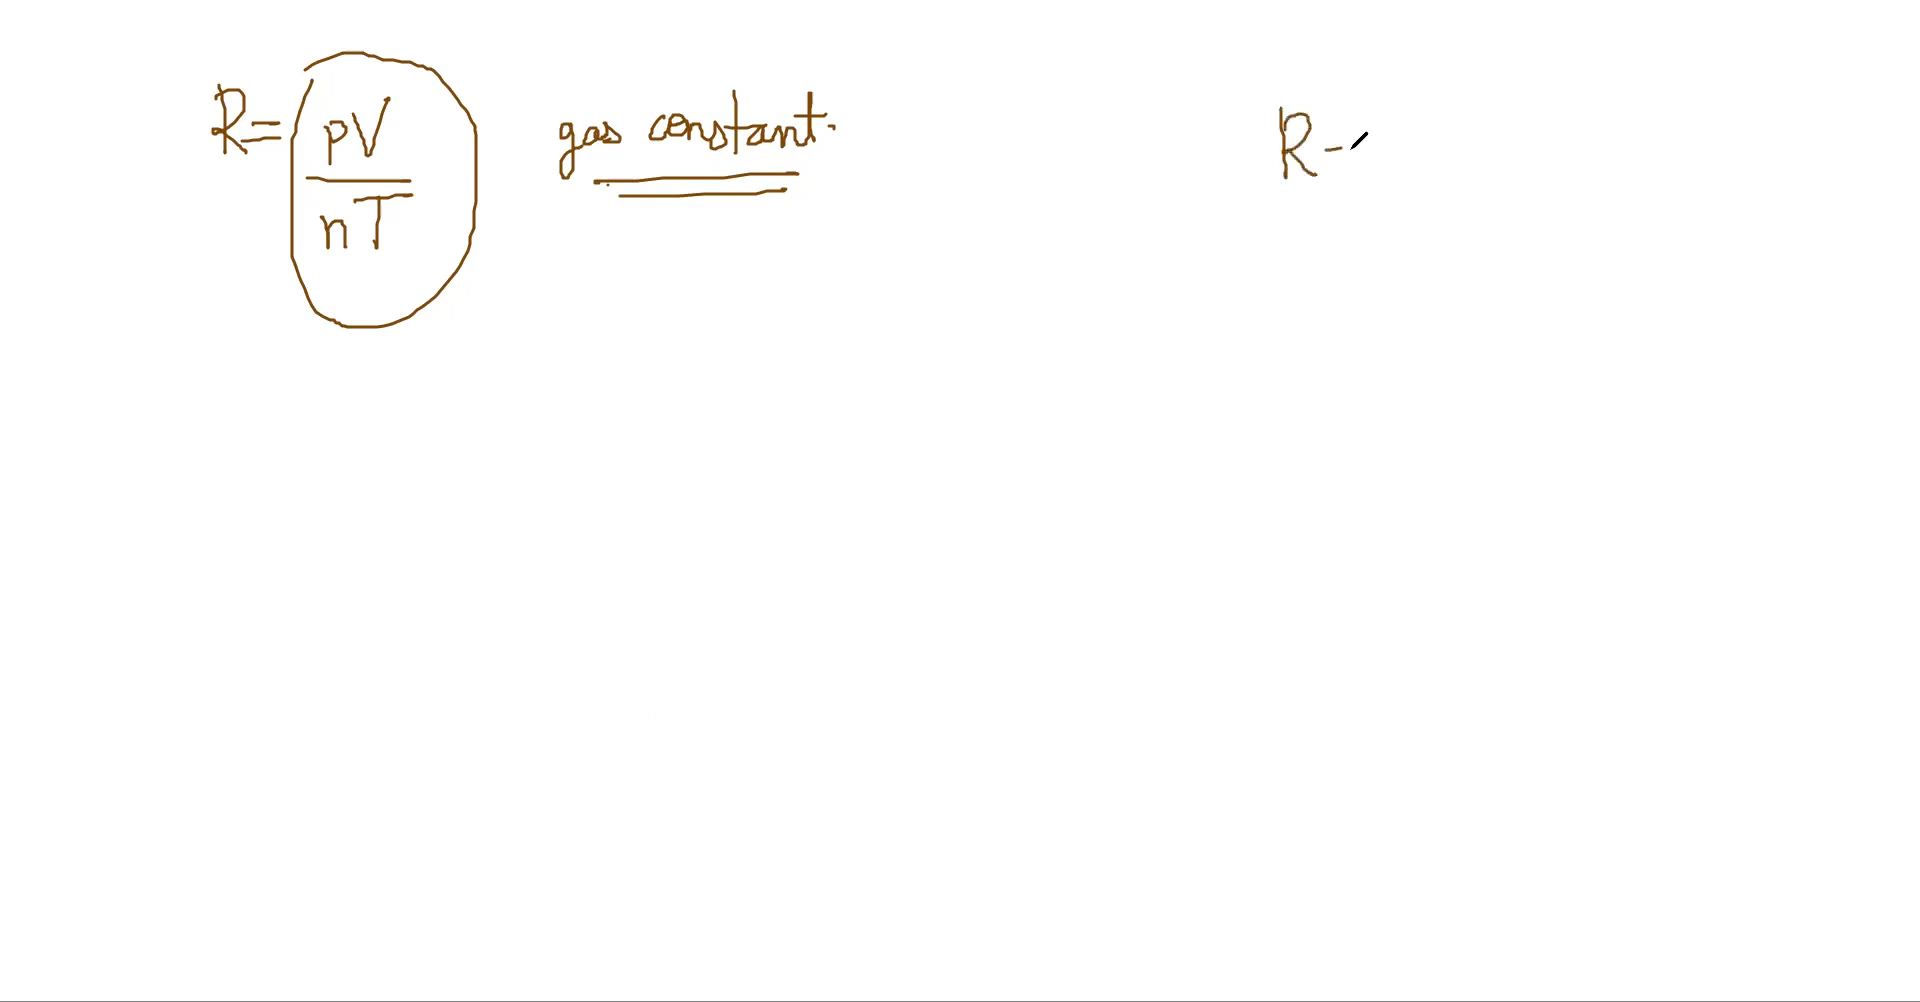 R = pV / nT gas constant.
R -